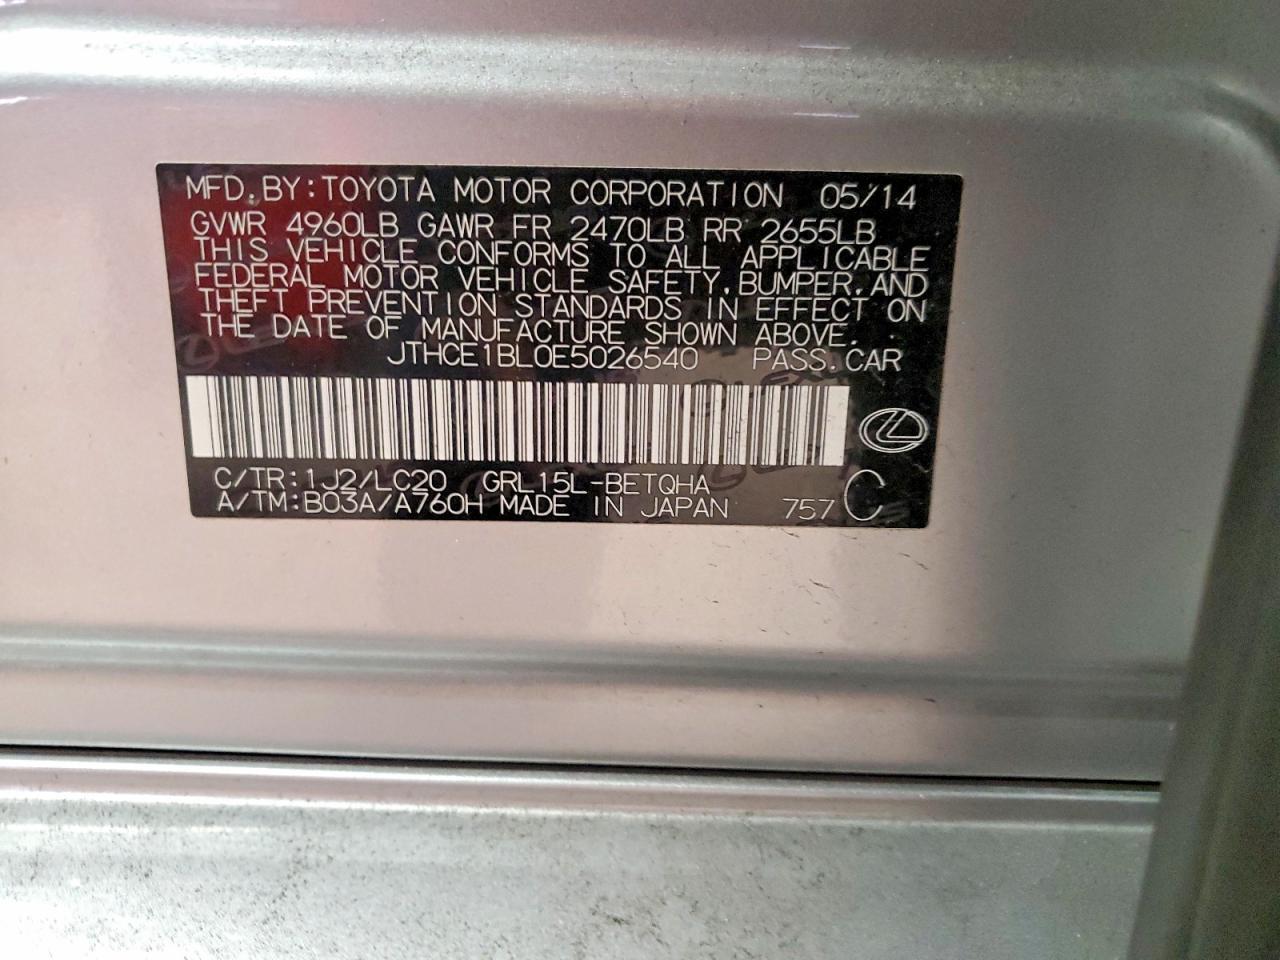 MFD. BY: TOYOTA MOTOR CORPORATION 05/14
GVWR 4960LB GAWR FR 2470LB RR 2655LB
THIS VEHICLE CONFORMS TO ALL APPLICABLE
FEDERAL MOTOR VEHICLE SAFETY, BUMPER, AND
THEFT PREVENTION STANDARDS IN EFFECT ON
THE DATE OF MANUFACTURE SHOWN ABOVE.
JTHCE1BL0E5026540 PASS. CAR
C/TR: 1J2/LC20 GRL15L-BETQHA
A/TM: B03A/A760H MADE IN JAPAN 757 C